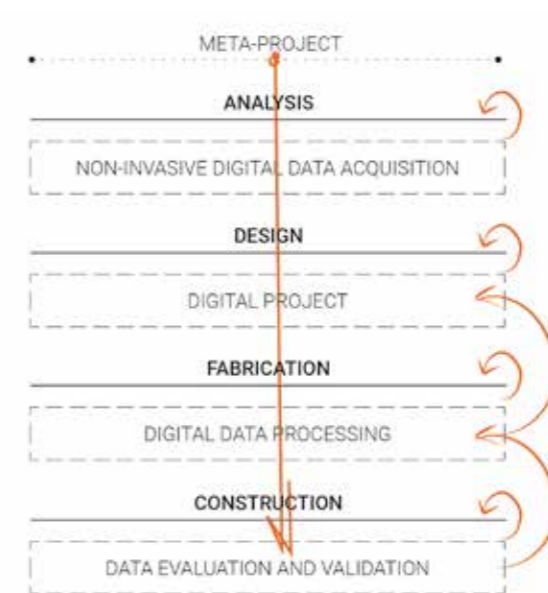 META-PROJECT
ANALYSIS
NON-INVASIVE DIGITAL DATA ACQUISITION
DESIGN
DIGITAL PROJECT
FABRICATION
DIGITAL DATA PROCESSING
CONSTRUCTION
DATA EVALUATION AND VALIDATION